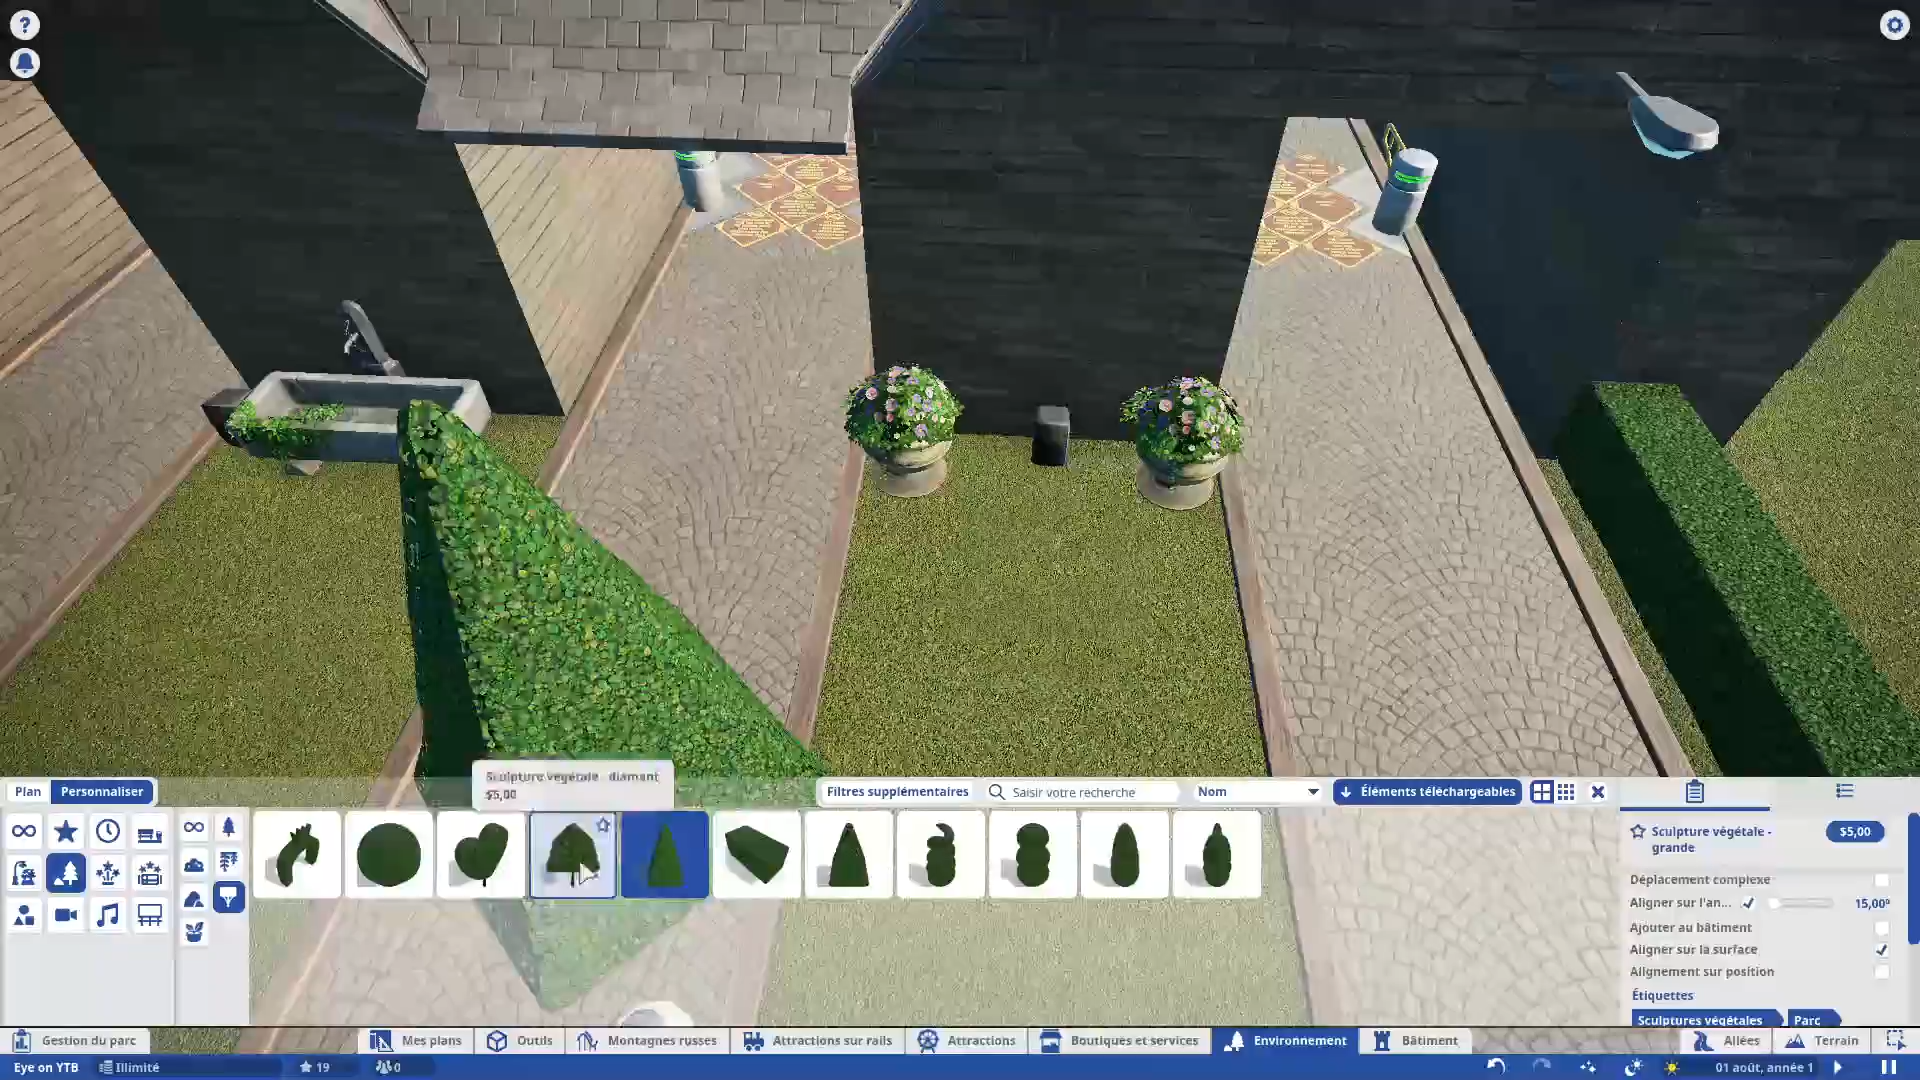 Sculpture végétale - diamant
$5,00
Plan
Personnaliser
Filtres supplémentaires
Saisir votre recherche
Nom
Éléments téléchargeables
Sculpture végétale -
grande
$5,00
Déplacement complexe
Aligner sur l'an...
15,00°
Ajouter au bâtiment
Aligner sur la surface
Alignement sur position
Étiquettes
Sculptures végétales
Parc
Gestion du parc
Mes plans
Outils
Montagnes russes
Attractions sur rails
Attractions
Boutiques et services
Environnement
Bâtiment
Allées
Terrain
Eye on YTB
Illimité
19
0
01 août, année 1